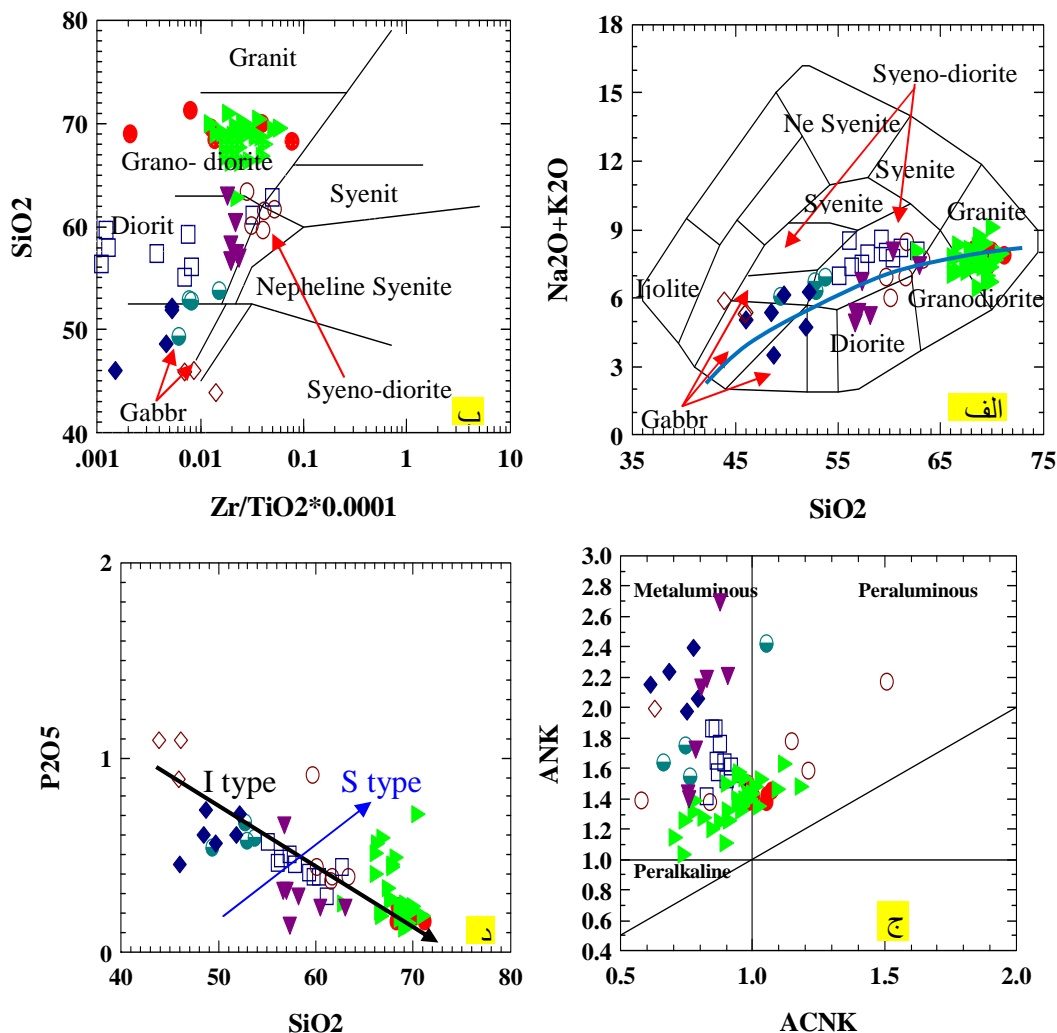 80
70
60
50
40
SiO2
.001
0.01
0.1
1
10
Zr/TiO2*0.0001
Granit
Grano- diorite
Syenit
Diorit
Nepheline Syenite
Syeno-diorite
Gabbr
ب
18
15
12
9
6
3
0
Na2O+K2O
35
45
55
65
75
SiO2
Syeno-diorite
Ne Syenite
Syenite
Syenite
Granite
Ijolite
Granodiorite
Diorite
Gabbr
الف
2
1
0
P2O5
40
50
60
70
80
SiO2
I type
S type
د
3.0
2.8
2.6
2.4
2.2
2.0
1.8
1.6
1.4
1.2
1.0
0.8
0.6
0.4
ANK
0.5
1.0
1.5
2.0
ACNK
Metaluminous
Peraluminous
Peralkaline
ج